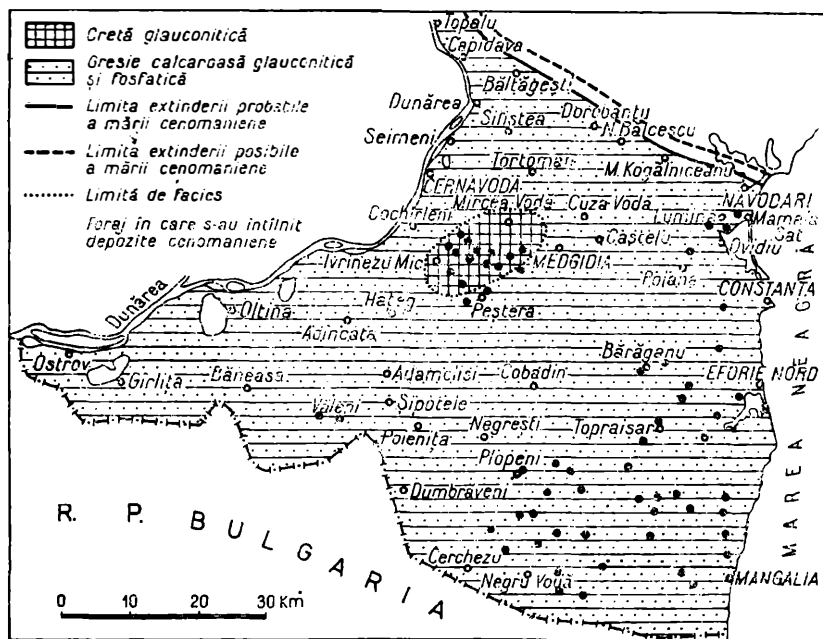 Cretă glauconitică
Gresie calcaroasă glauconitică
și fosfatică
Limita extinderii probabile
a mării cenomaniene
Limita extinderii posibile
a mării cenomaniene
Limită de facies
Foraj în care s-au întîlnit
depozite cenomaniene
Topalu
Capidava
Băltăgești
Dunărea
Siliștea
Dorobanțu
N. Bălcescu
Seimeni
Tortoman
M. Kogălniceanu
CERNAVODĂ
Mircea Vodă
Cuza Vodă
NĂVODARI
Lumina
Mamaia
Sat
Cochirleni
Castelu
Ovidiu
Ivrinezu Mic
MEDGIDIA
Poiana
CONSTANȚA
Peștera
Hațeg
Dunărea
Oltina
Adîncata
Ostrov
Gîrlița
Băneasa
Adamclisi
Cobadin
Bărăganu
EFORIE NORD
Șipotele
Văleni
Poienița
Negrești
Topraisar
Plopeni
Dumbrăveni
Cerchezu
Negru Vodă
MANGALIA
MAREA NEAGRĂ
R. P. BULGARIA
0 10 20 30 Km